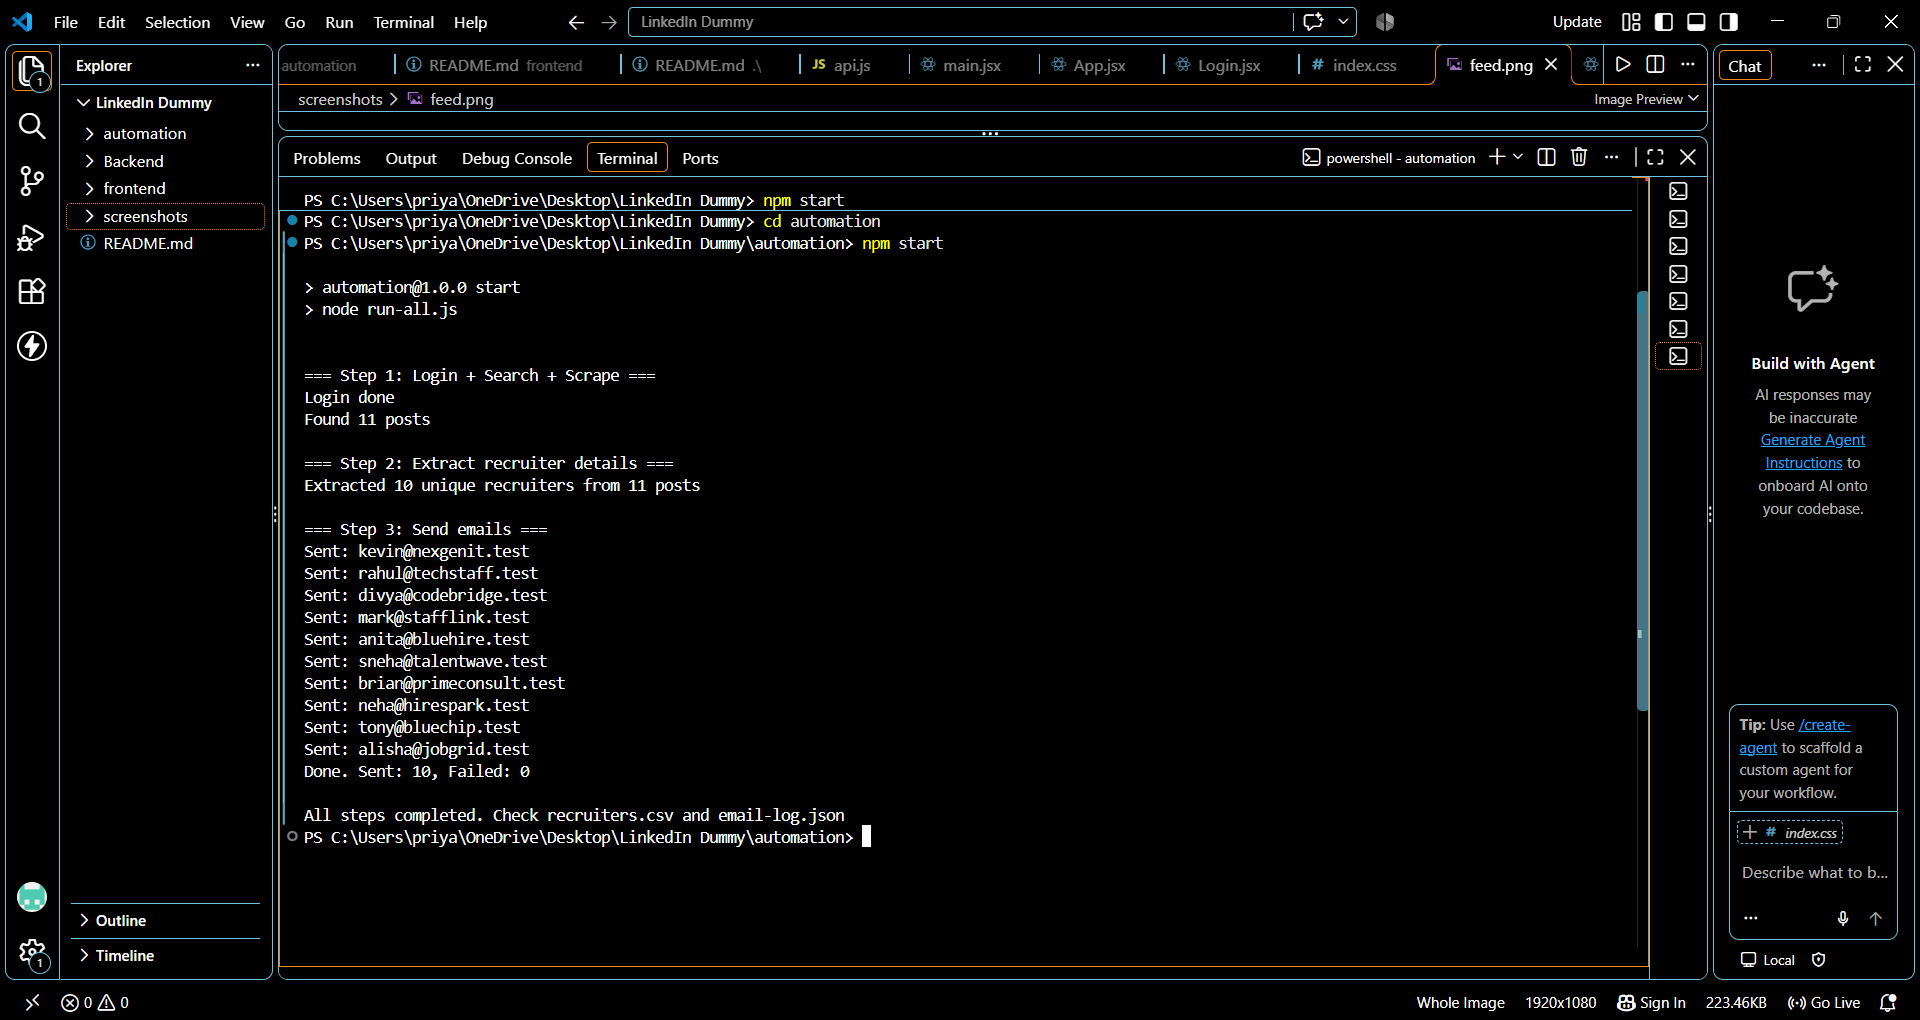 File Edit Selection View Go Run Terminal Help
LinkedIn Dummy
Update
Explorer
LinkedIn Dummy
automation
Backend
frontend
screenshots
README.md
Outline
Timeline
automation
README.md frontend
README.md .\
JS api.js
main.jsx
App.jsx
Login.jsx
# index.css
feed.png
screenshots > feed.png
Image Preview
Problems Output Debug Console Terminal Ports
powershell - automation
PS C:\Users\priya\OneDrive\Desktop\LinkedIn Dummy> npm start
PS C:\Users\priya\OneDrive\Desktop\LinkedIn Dummy> cd automation
PS C:\Users\priya\OneDrive\Desktop\LinkedIn Dummy\automation> npm start
> automation@1.0.0 start
> node run-all.js
=== Step 1: Login + Search + Scrape ===
Login done
Found 11 posts
=== Step 2: Extract recruiter details ===
Extracted 10 unique recruiters from 11 posts
=== Step 3: Send emails ===
Sent: kevin@nexgenit.test
Sent: rahul@techstaff.test
Sent: divya@codebridge.test
Sent: mark@stafflink.test
Sent: anita@bluehire.test
Sent: sneha@talentwave.test
Sent: brian@primeconsult.test
Sent: neha@hirespark.test
Sent: tony@bluechip.test
Sent: alisha@jobgrid.test
Done. Sent: 10, Failed: 0
All steps completed. Check recruiters.csv and email-log.json
PS C:\Users\priya\OneDrive\Desktop\LinkedIn Dummy\automation>
Chat
Build with Agent
AI responses may
be inaccurate
Generate Agent
Instructions to
onboard AI onto
your codebase.
Tip: Use /create-
agent to scaffold a
custom agent for
your workflow.
# index.css
Describe what to b...
Local
1
1
0 0
Whole Image
1920x1080
Sign In
223.46KB
Go Live